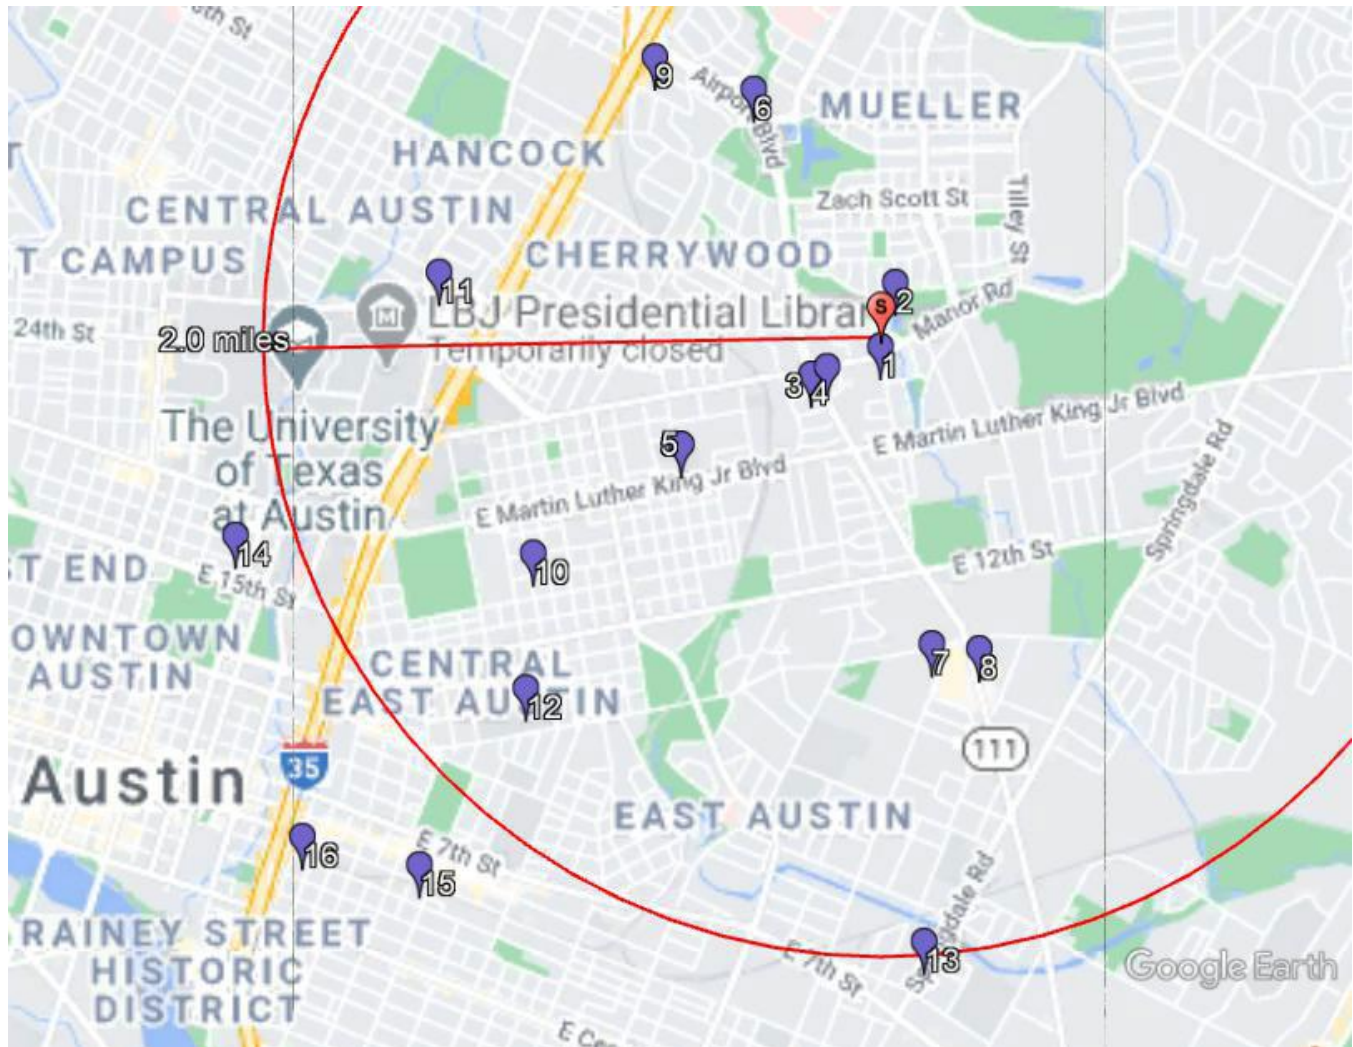 9
Airport Blvd
6
MUELLER
HANCOCK
Zach Scott St
Tilley St
CENTRAL AUSTIN
T CAMPUS
CHERRYWOOD
11
S
2
LBJ Presidential Librar
Manor Rd
24th St
2.0 miles
Temporarily closed
1
3
4
The University
of Texas
at Austin
5
E Martin Luther King Jr Blvd
E Martin Luther King Jr Blvd
Springdale Rd
14
10
E 12th St
ST END
E 15th St
OWNTOWN
AUSTIN
CENTRAL
EAST AUSTIN
7
8
12
111
35
Austin
EAST AUSTIN
16
E 7th St
15
RAINEY STREET
HISTORIC
DISTRICT
E 7th St
13
Google Earth